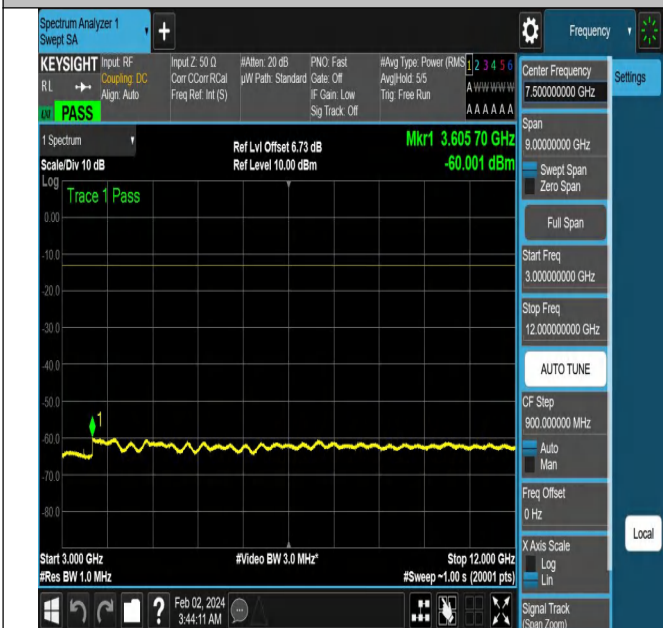 Spectrum Analyzer 1
Swept SA
+
Frequency
KEYSIGHT
Input: RF
Coupling: DC
Align: Auto
Input Z: 50 Ω
Corr CCorr RCal
Freq Ref: Int (S)
#Atten: 20 dB
µW Path: Standard
PNO: Fast
Gate: Off
IF Gain: Low
Sig Track: Off
#Avg Type: Power (RMS
Avg|Hold: 5/5
Trig: Free Run
1 2 3 4 5 6
A W W W W W
A A A A A A
RL
LNI
PASS
1 Spectrum
Scale/Div 10 dB
Ref Lvl Offset 6.73 dB
Ref Level 10.00 dBm
Mkr1 3.605 70 GHz
-60.001 dBm
Log
Trace 1 Pass
0.00
-10.0
-20.0
-30.0
-40.0
-50.0
-60.0
-70.0
-80.0
1
Start 3.000 GHz
#Res BW 1.0 MHz
#Video BW 3.0 MHz*
Stop 12.000 GHz
#Sweep ~1.00 s (20001 pts)
?
Feb 02, 2024
3:44:11 AM
Center Frequency
7.500000000 GHz
Settings
Span
9.00000000 GHz
Swept Span
Zero Span
Full Span
Start Freq
3.000000000 GHz
Stop Freq
12.000000000 GHz
AUTO TUNE
CF Step
900.000000 MHz
Auto
Man
Freq Offset
0 Hz
X Axis Scale
Log
Lin
Local
Signal Track
(Span Zoom)